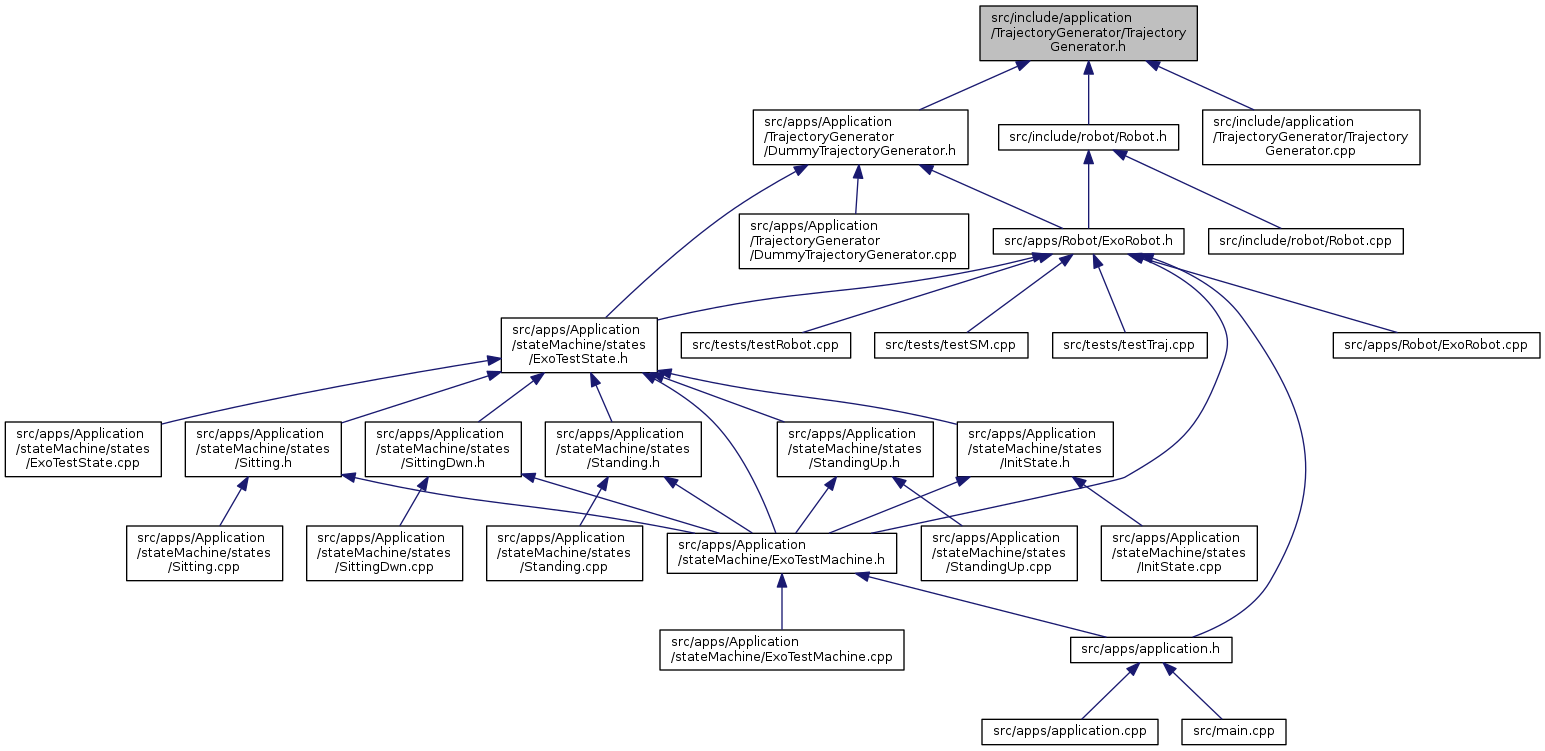 src/include/application
/TrajectoryGenerator/Trajectory
Generator.h
src/apps/Application
/TrajectoryGenerator
/DummyTrajectoryGenerator.h
src/include/robot/Robot.h
src/include/application
/TrajectoryGenerator/Trajectory
Generator.cpp
src/apps/Application
/TrajectoryGenerator
/DummyTrajectoryGenerator.cpp
src/apps/Robot/ExoRobot.h
src/include/robot/Robot.cpp
src/apps/Application
/stateMachine/states
/ExoTestState.h
src/tests/testRobot.cpp
src/tests/testSM.cpp
src/tests/testTraj.cpp
src/apps/Robot/ExoRobot.cpp
src/apps/Application
/stateMachine/states
/ExoTestState.cpp
src/apps/Application
/stateMachine/states
/Sitting.h
src/apps/Application
/stateMachine/states
/SittingDwn.h
src/apps/Application
/stateMachine/states
/Standing.h
src/apps/Application
/stateMachine/states
/StandingUp.h
src/apps/Application
/stateMachine/states
/InitState.h
src/apps/Application
/stateMachine/states
/Sitting.cpp
src/apps/Application
/stateMachine/states
/SittingDwn.cpp
src/apps/Application
/stateMachine/states
/Standing.cpp
src/apps/Application
/stateMachine/ExoTestMachine.h
src/apps/Application
/stateMachine/states
/StandingUp.cpp
src/apps/Application
/stateMachine/states
/InitState.cpp
src/apps/Application
/stateMachine/ExoTestMachine.cpp
src/apps/application.h
src/apps/application.cpp
src/main.cpp